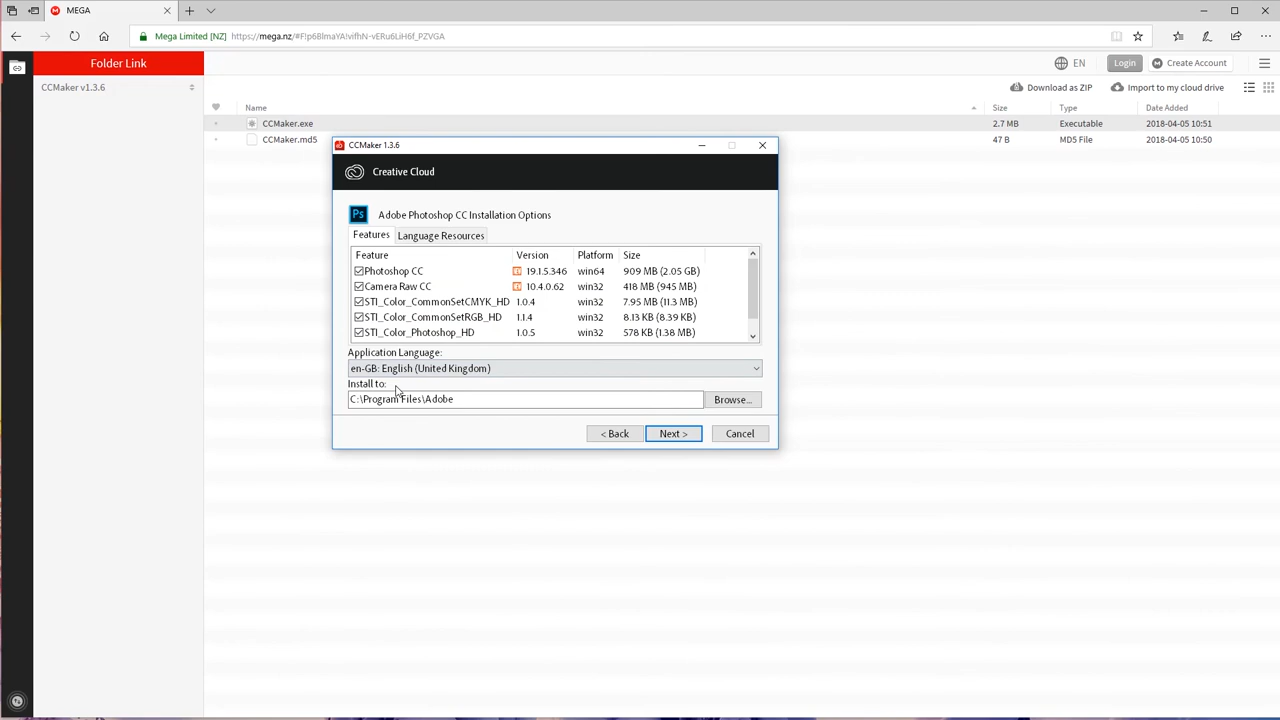 MEGA
Mega Limited [NZ] https://mega.nz/#F!p6BlmaYA!vifhN-vERu6LiH6f_PZVGA
Folder Link
EN
Login
M Create Account
CCMaker v1.3.6
Download as ZIP
Import to my cloud drive
Name Size Type Date Added
CCMaker.exe 2.7 MB Executable 2018-04-05 10:51
CCMaker.md5 47 B MD5 File 2018-04-05 10:50
CCMaker 1.3.6
Creative Cloud
Ps Adobe Photoshop CC Installation Options
Features Language Resources
Feature Version Platform Size
Photoshop CC 19.1.5.346 win64 909 MB (2.05 GB)
Camera Raw CC 10.4.0.62 win32 418 MB (945 MB)
STI_Color_CommonSetCMYK_HD 1.0.4 win32 7.95 MB (11.3 MB)
STI_Color_CommonSetRGB_HD 1.1.4 win32 8.13 KB (8.39 KB)
STI_Color_Photoshop_HD 1.0.5 win32 578 KB (1.38 MB)
Application Language:
en-GB: English (United Kingdom)
Install to:
C:\Program Files\Adobe
Browse...
< Back Next > Cancel